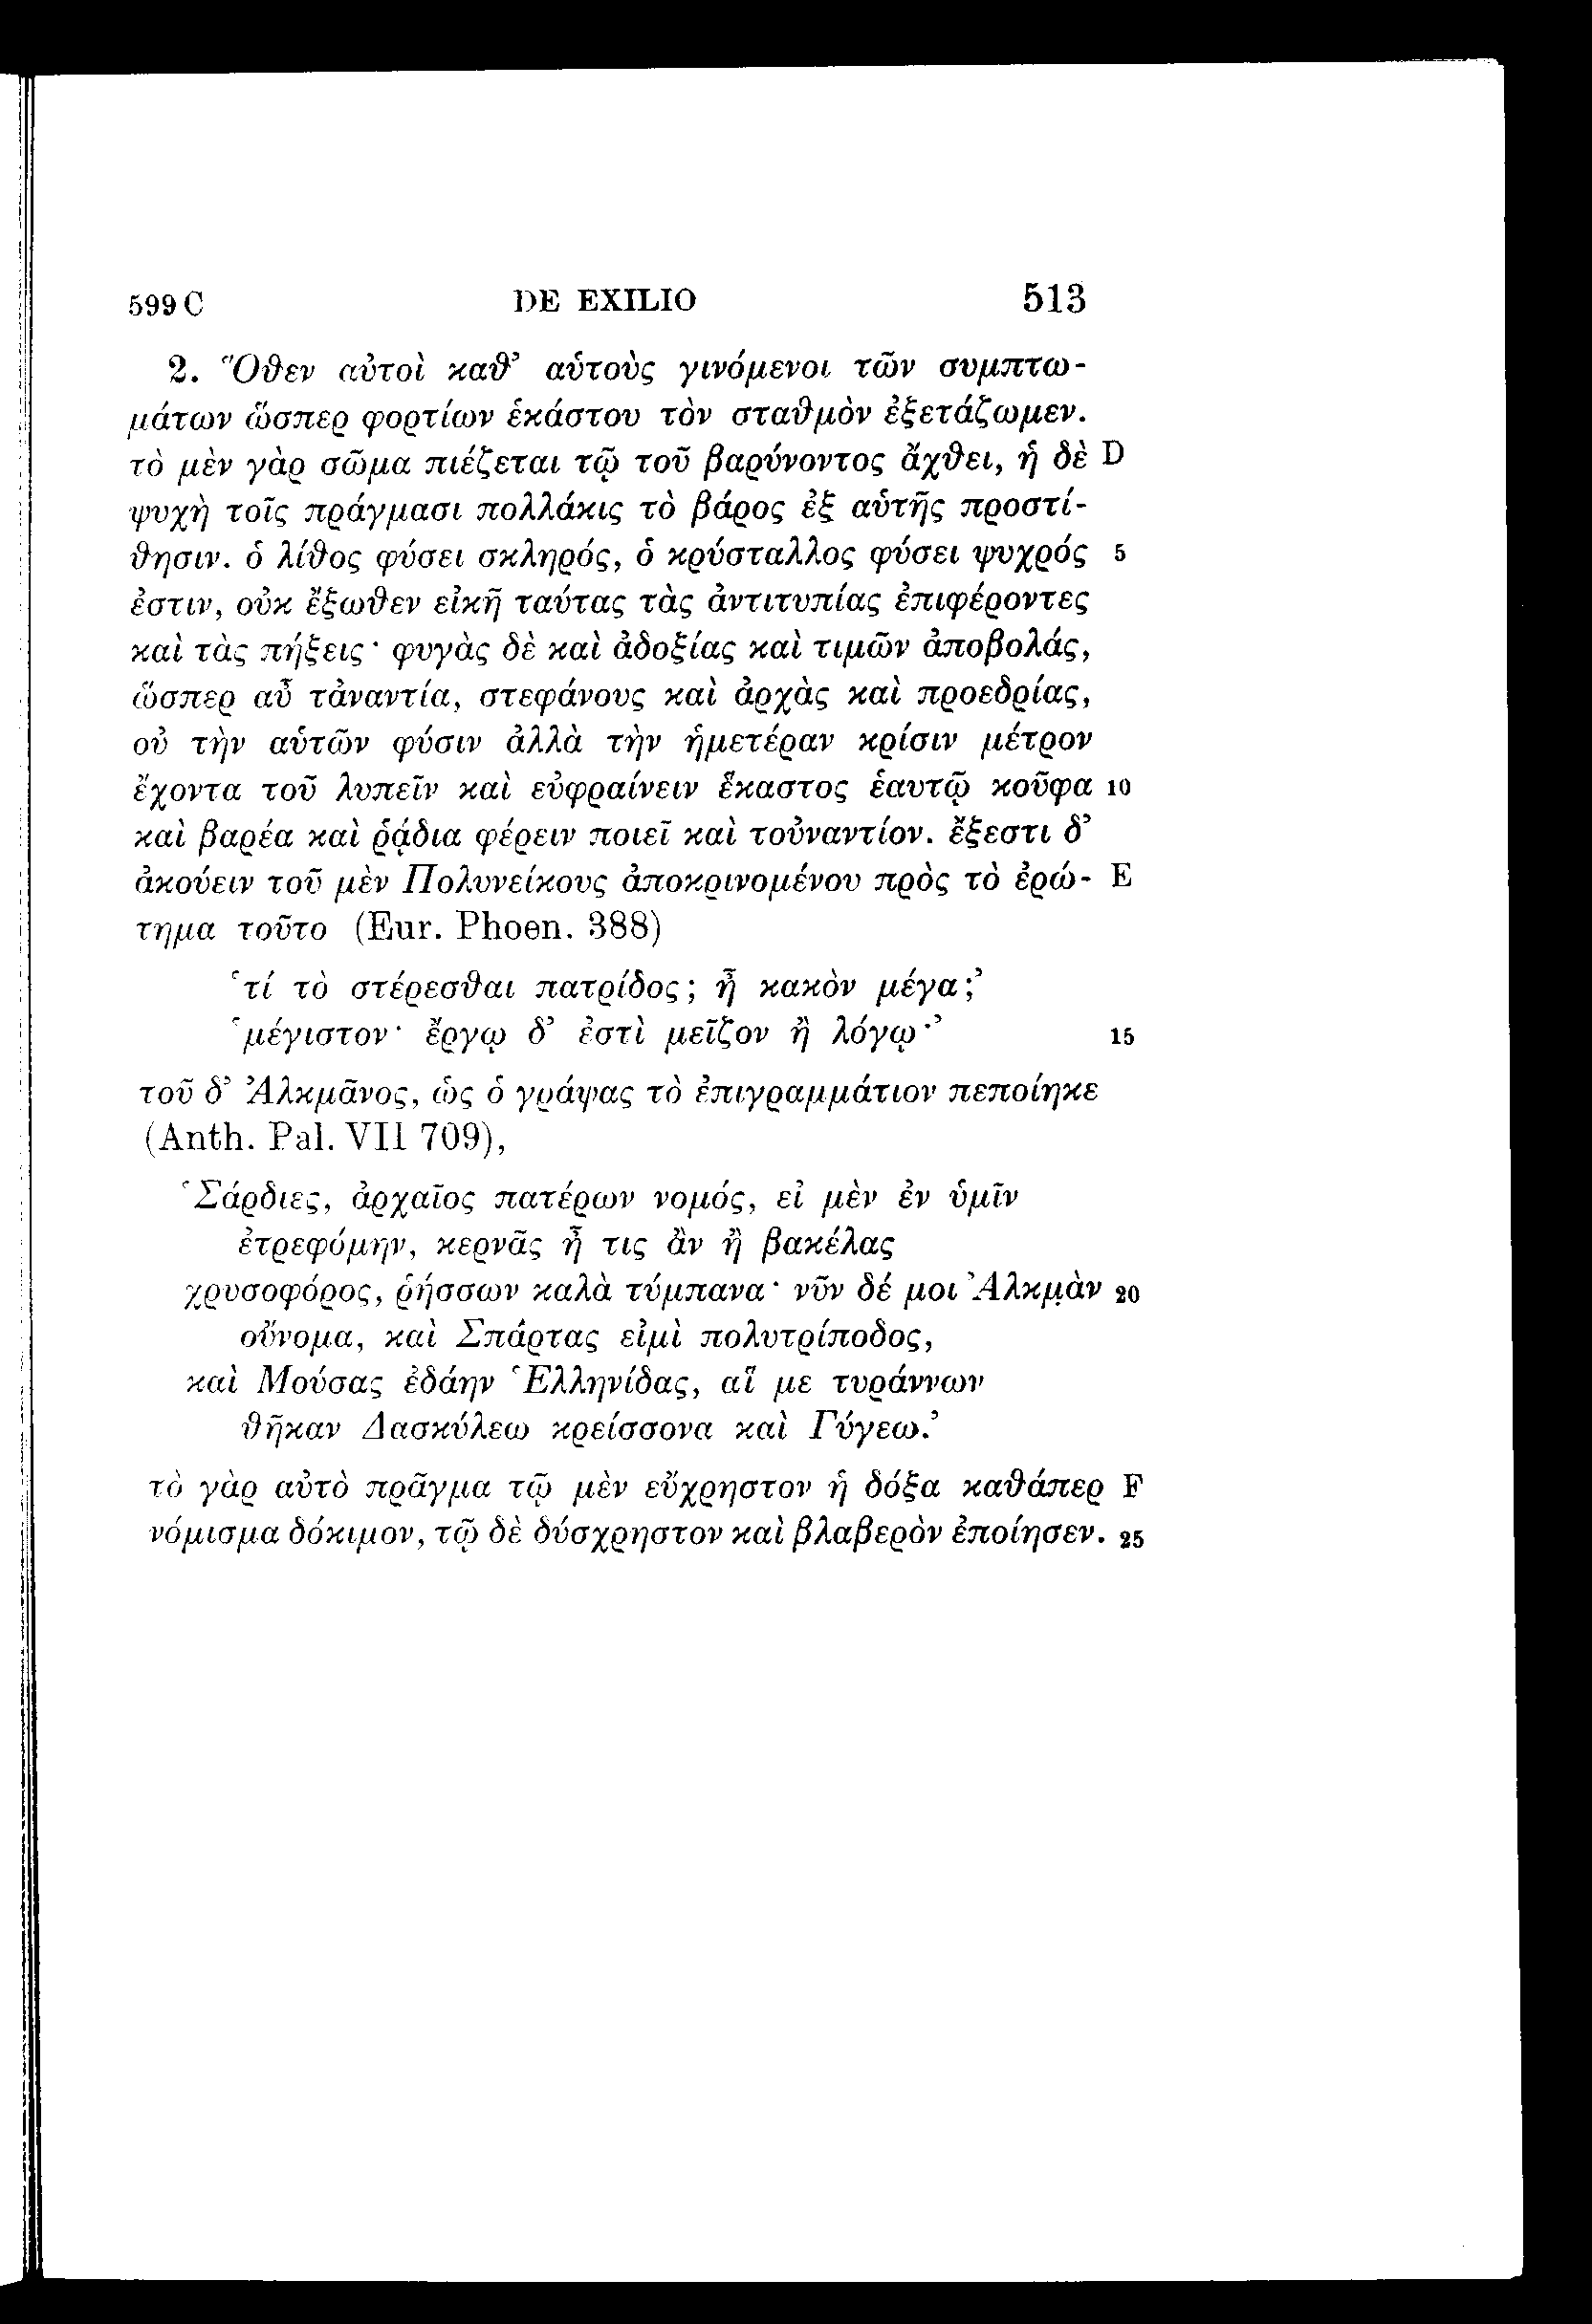 599 C DE EXILIO 513
2. Ὅθεν αὐτοὶ καθ’ αὑτοὺς γινόμενοι τῶν συμπτω-
μάτων ὥσπερ φορτίων ἑκάστου τὸν σταθμὸν ἐξετάζωμεν.
τὸ μὲν γὰρ σῶμα πιέζεται τῷ τοῦ βαρύνοντος ἄχθει, ἡ δὲ D
ψυχὴ τοῖς πράγμασι πολλάκις τὸ βάρος ἐξ αὑτῆς προστί-
θησιν. ὁ λίθος φύσει σκληρός, ὁ κρύσταλλος φύσει ψυχρός 5
ἐστιν, οὐκ ἔξωθεν εἰκῆ ταύτας τὰς ἀντιτυπίας ἐπιφέροντες
καὶ τὰς πήξεις· φυγὰς δὲ καὶ ἀδοξίας καὶ τιμῶν ἀποβολάς,
ὥσπερ αὖ τἀναντία, στεφάνους καὶ ἀρχὰς καὶ προεδρίας,
οὐ τὴν αὑτῶν φύσιν ἀλλὰ τὴν ἡμετέραν κρίσιν μέτρον
ἔχοντα τοῦ λυπεῖν καὶ εὐφραίνειν ἕκαστος ἑαυτῷ κοῦφα 10
καὶ βαρέα καὶ ῥᾴδια φέρειν ποιεῖ καὶ τοὐναντίον. ἔξεστι δ’
ἀκούειν τοῦ μὲν Πολυνείκους ἀποκρινομένου πρὸς τὸ ἐρώ- E
τημα τοῦτο (Eur. Phoen. 388)
‘τί τὸ στέρεσθαι πατρίδος; ἦ κακὸν μέγα;’
‘μέγιστον· ἔργῳ δ’ ἐστὶ μεῖζον ἢ λόγῳ·’ 15
τοῦ δ’ Ἀλκμᾶνος, ὡς ὁ γράψας τὸ ἐπιγραμμάτιον πεποίηκε
(Anth. Pal. VII 709),
‘Σάρδιες, ἀρχαῖος πατέρων νομός, εἰ μὲν ἐν ὑμῖν
ἐτρεφόμην, κερνᾶς ἦ τις ἂν ἢ βακέλας
χρυσοφόρος, ῥήσσων καλὰ τύμπανα· νῦν δέ μοι Ἀλκμὰν 20
οὔνομα, καὶ Σπάρτας εἰμὶ πολυτρίποδος,
καὶ Μούσας ἐδάην Ἑλληνίδας, αἵ με τυράννων
θῆκαν Δασκύλεω κρείσσονα καὶ Γύγεω.’
τὸ γὰρ αὐτὸ πρᾶγμα τῷ μὲν εὔχρηστον ἡ δόξα καθάπερ F
νόμισμα δόκιμον, τῷ δὲ δύσχρηστον καὶ βλαβερὸν ἐποίησεν. 25